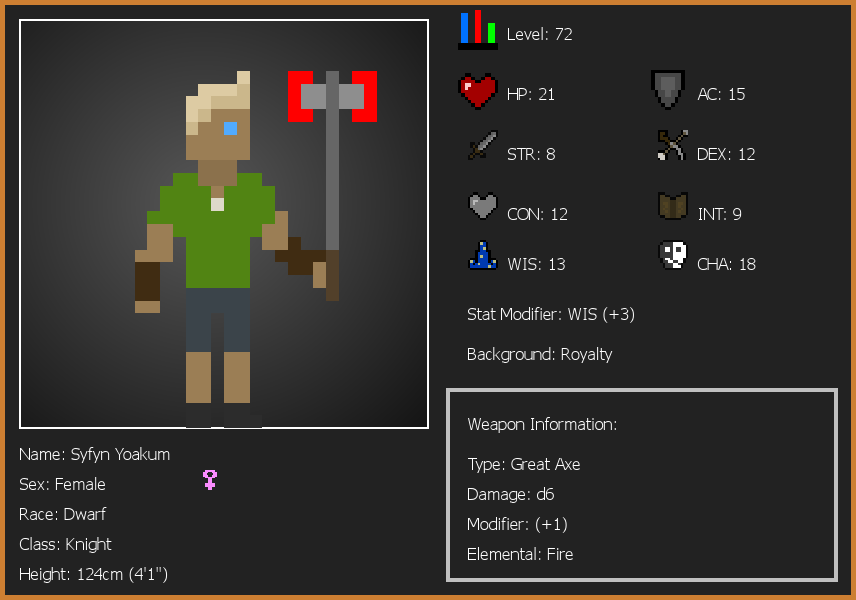 Level: 72
HP: 21
AC: 15
STR: 8
DEX: 12
CON: 12
INT: 9
WIS: 13
CHA: 18
Stat Modifier: WIS (+3)
Background: Royalty
Weapon Information:
Type: Great Axe
Damage: d6
Modifier: (+1)
Elemental: Fire
Name: Syfyn Yoakum
Sex: Female
Race: Dwarf
Class: Knight
Height: 124cm (4'1")